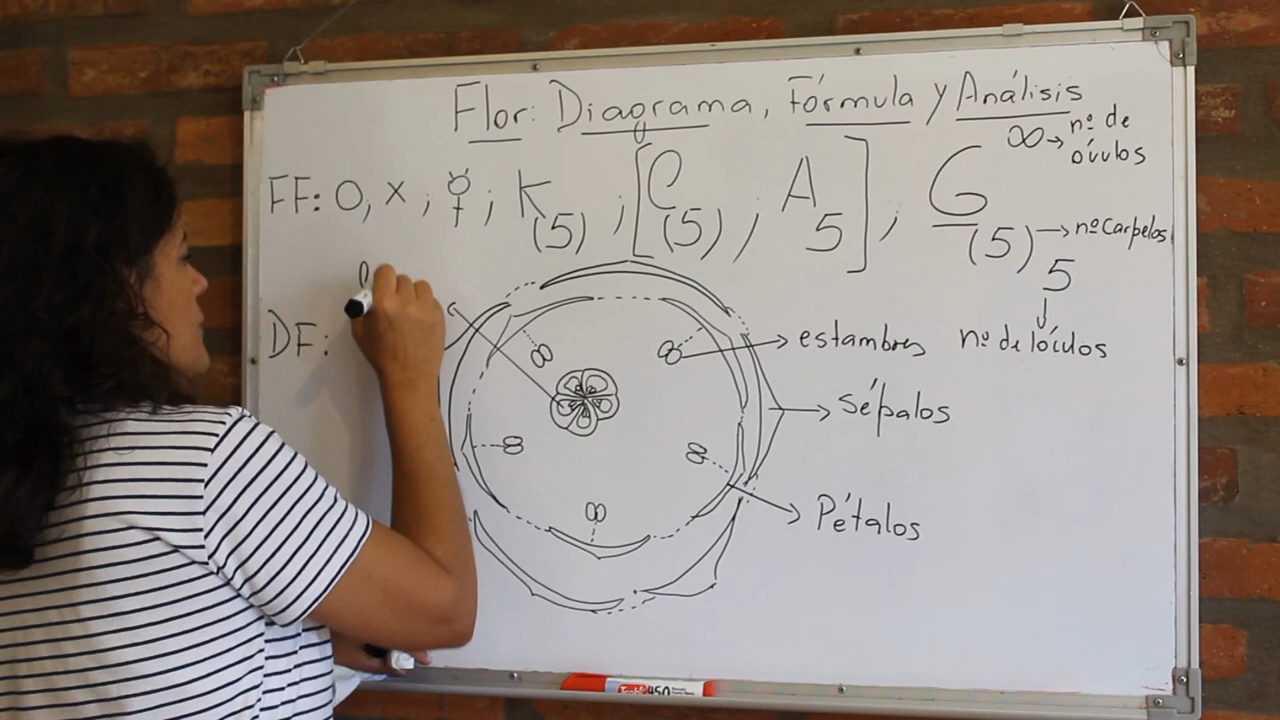 Flor: Diagrama, Fórmula y Análisis
∞→ nº de
óvulos
FF: O, x ; ⚥ ; K(5) ; [C(5) , A5] ; G(5) → nº Carpelos
5
DF:
estambres
nº de lóculos
Sépalos
Pétalos
450